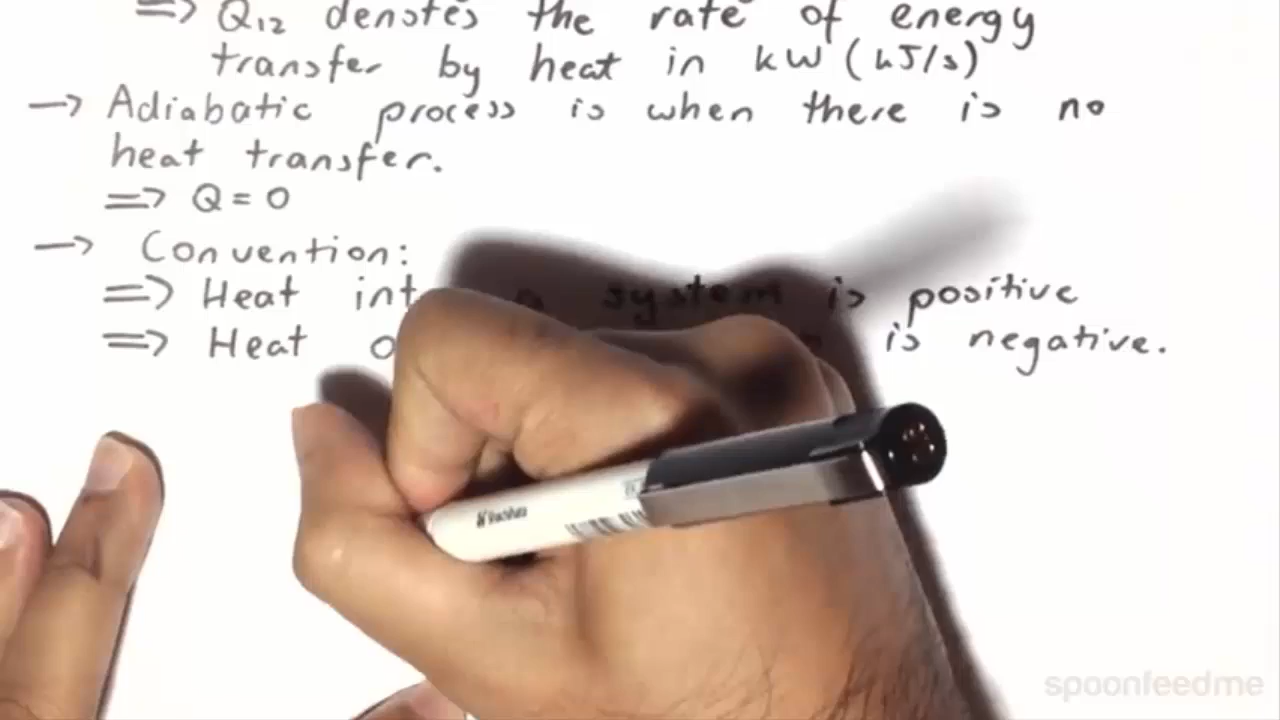 => Q12 denotes the rate of energy
transfer by heat in kW (kJ/s)
→ Adiabatic process is when there is no
heat transfer.
=> Q = 0
→ Convention:
=> Heat int a system is positive
=> Heat o is negative.
spoonfeedme